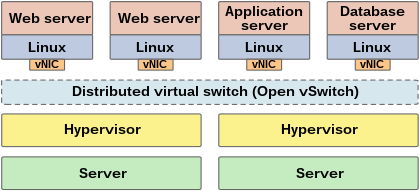 Web server
Web server
Application
server
Database
server
Linux
Linux
Linux
Linux
vNIC
vNIC
vNIC
vNIC
Distributed virtual switch (Open vSwitch)
Hypervisor
Hypervisor
Server
Server